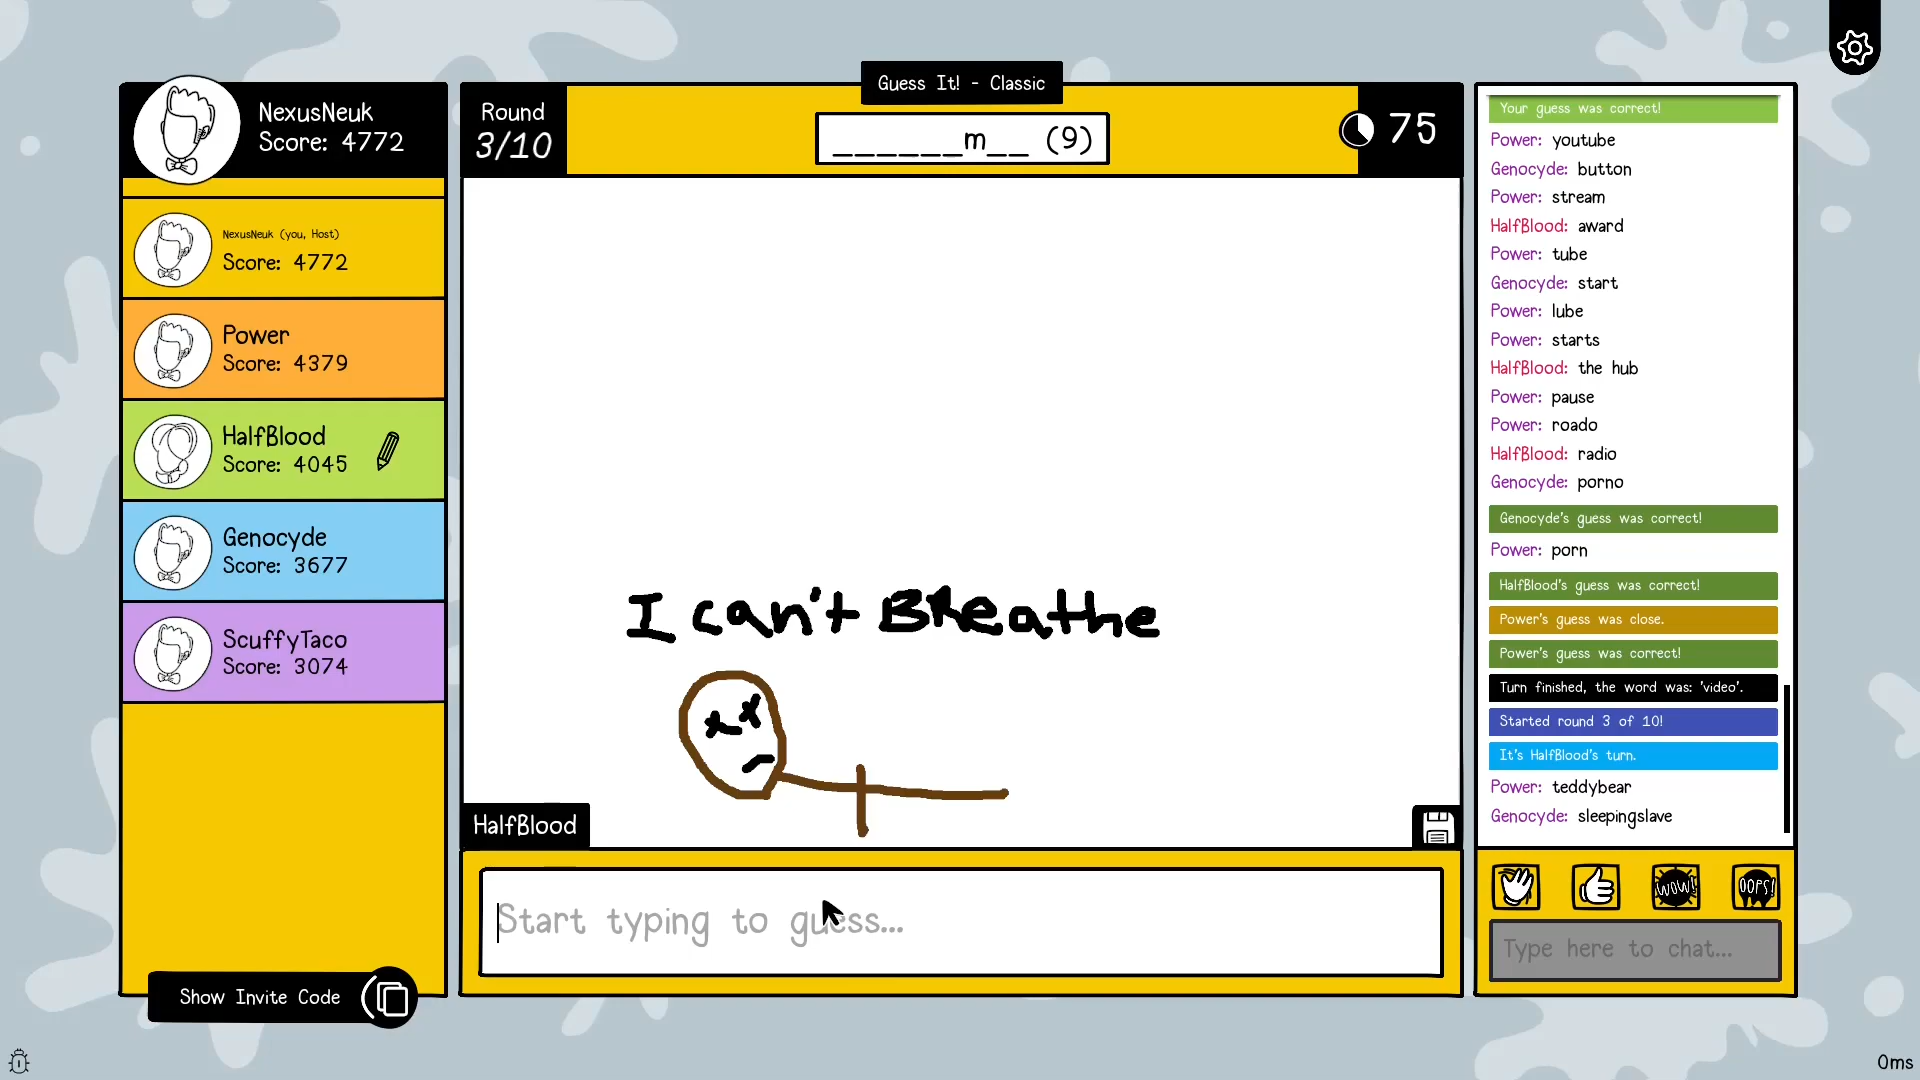 Guess It! - Classic
NexusNeuk
Score: 4772
Round
3/10
______m__ (9)
75
NexusNeuk (you, Host)
Score: 4772
Power
Score: 4379
HalfBlood
Score: 4045
Genocyde
Score: 3677
ScuffyTaco
Score: 3074
Show Invite Code
I can't BReathe
HalfBlood
Start typing to guess...
Your guess was correct!
Power: youtube
Genocyde: button
Power: stream
HalfBlood: award
Power: tube
Genocyde: start
Power: lube
Power: starts
HalfBlood: the hub
Power: pause
Power: roado
HalfBlood: radio
Genocyde: porno
Genocyde's guess was correct!
Power: porn
HalfBlood's guess was correct!
Power's guess was close.
Power's guess was correct!
Turn finished, the word was: 'video'.
Started round 3 of 10!
It's HalfBlood's turn.
Power: teddybear
Genocyde: sleepingslave
WOW!
OOPS!
Type here to chat...
0ms